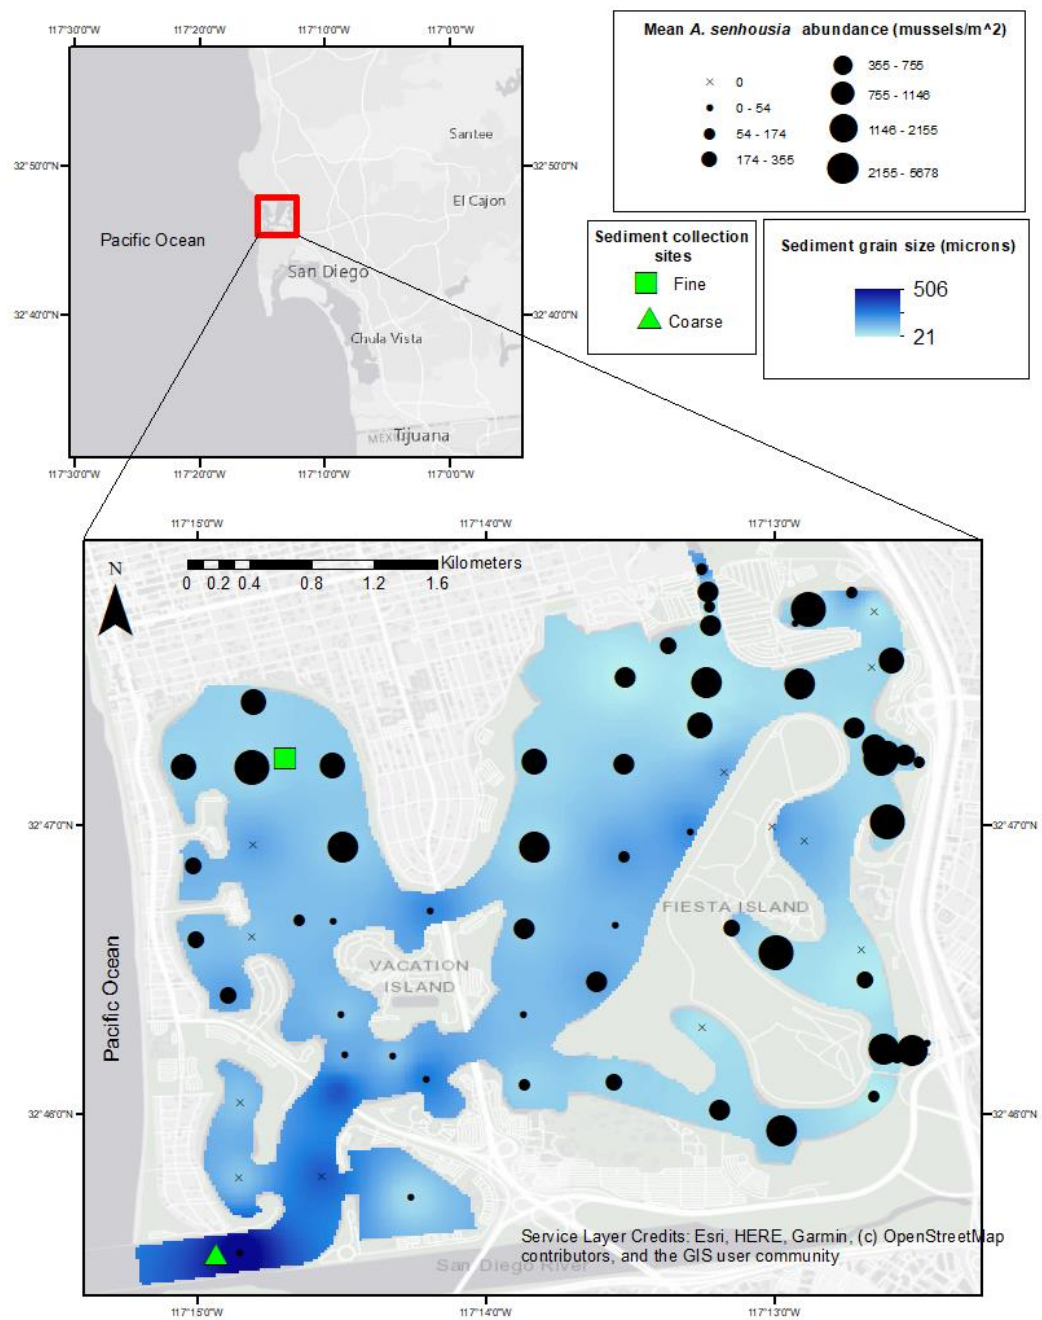 117°30'0"W 117°20'0"W 117°10'0"W 117°0'0"W
Mean A. senhousia abundance (mussels/m^2)
0
0 - 54
54 - 174
174 - 355
355 - 755
755 - 1146
1146 - 2155
2155 - 5678
Santee
32°50'0"N
32°50'0"N
El Cajon
Pacific Ocean
San Diego
32°40'0"N
32°40'0"N
Chula Vista
Tijuana
117°30'0"W 117°20'0"W 117°10'0"W 117°0'0"W
Sediment collection
sites
Fine
Coarse
Sediment grain size (microns)
506
21
117°15'0"W 117°14'0"W 117°13'0"W
N
Kilometers
0 0.2 0.4 0.8 1.2 1.6
32°47'0"N
32°47'0"N
FIESTA ISLAND
VACATION
ISLAND
Pacific Ocean
32°46'0"N
32°46'0"N
Service Layer Credits: Esri, HERE, Garmin, (c) OpenStreetMap
contributors, and the GIS user community
San Diego River
117°15'0"W 117°14'0"W 117°13'0"W